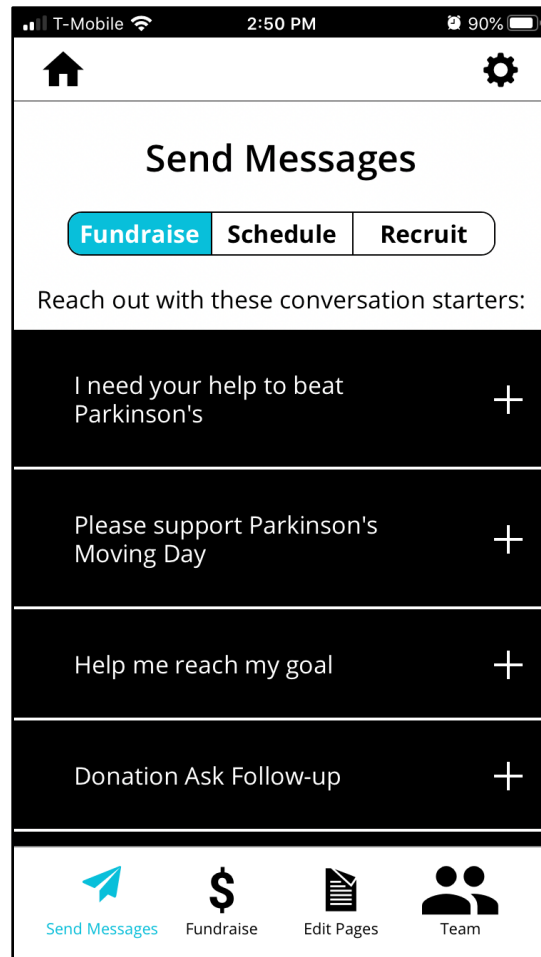 T-Mobile 2:50 PM 90%
Send Messages
Fundraise Schedule Recruit
Reach out with these conversation starters:
I need your help to beat
Parkinson's
Please support Parkinson's
Moving Day
Help me reach my goal
Donation Ask Follow-up
$
Send Messages Fundraise Edit Pages Team